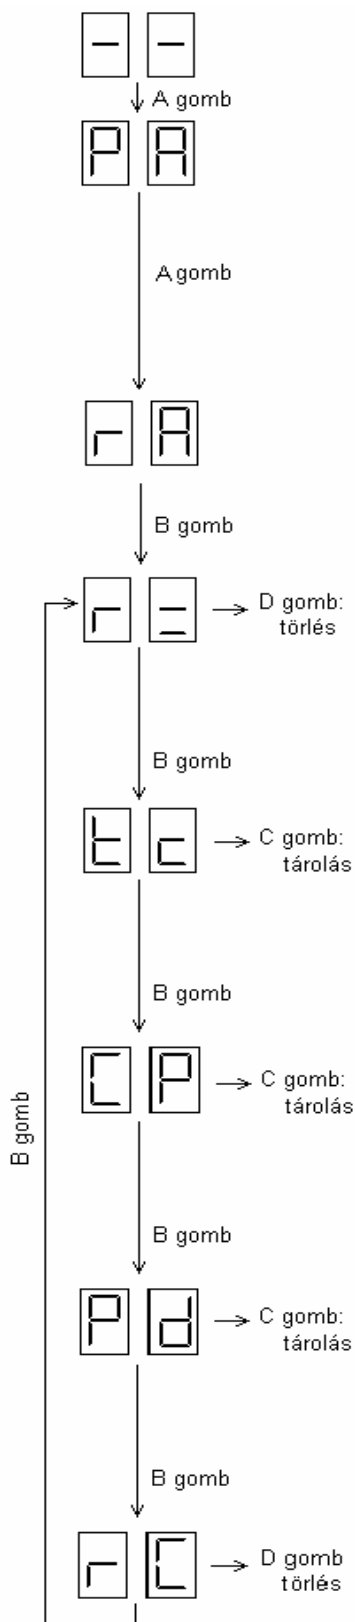 – –
A gomb
P A
A gomb
r A
B gomb
r =
D gomb:
törlés
B gomb
t c
C gomb:
tárolás
B gomb
C P
C gomb:
tárolás
B gomb
B gomb
P d
C gomb:
tárolás
B gomb
r C
D gomb
törlés